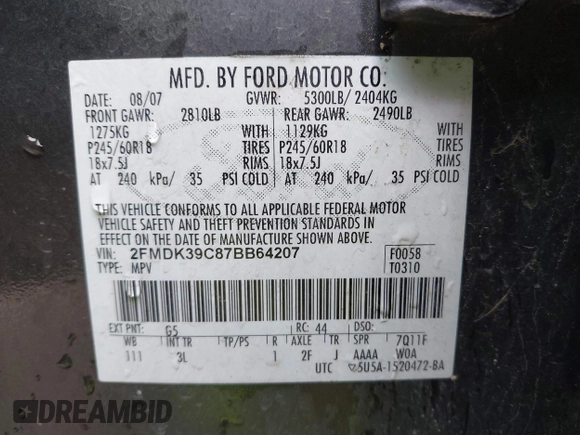 MFD. BY FORD MOTOR CO.
DATE: 08/07 GVWR: 5300LB/ 2404KG
FRONT GAWR: 2810LB REAR GAWR: 2490LB
1275KG WITH 1129KG WITH
P245/60R18 TIRES P245/60R18 TIRES
18x7.5J RIMS 18x7.5J RIMS
AT 240 kPa/ 35 PSI COLD AT 240 kPa/ 35 PSI COLD
THIS VEHICLE CONFORMS TO ALL APPLICABLE FEDERAL MOTOR
VEHICLE SAFETY AND THEFT PREVENTION STANDARDS IN
EFFECT ON THE DATE OF MANUFACTURE SHOWN ABOVE.
VIN: 2FMDK39C87BB64207 F0058
TYPE: MPV T0310
EXT PNT: G5 RC: 44 DSO:
WB INT TR TP/PS R AXLE TR SPR 7Q11F
111 3L 1 2F J AAAA W0A
UTC 5U5A-1520472-BA
DREAMBID